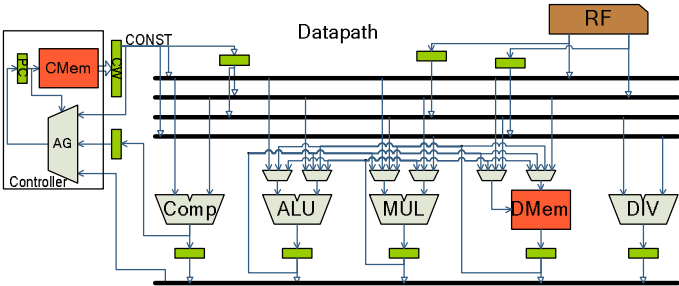 RF
Datapath
CONST
PC
CMem
CW
AG
Controller
Comp
ALU
MUL
DMem
DIV